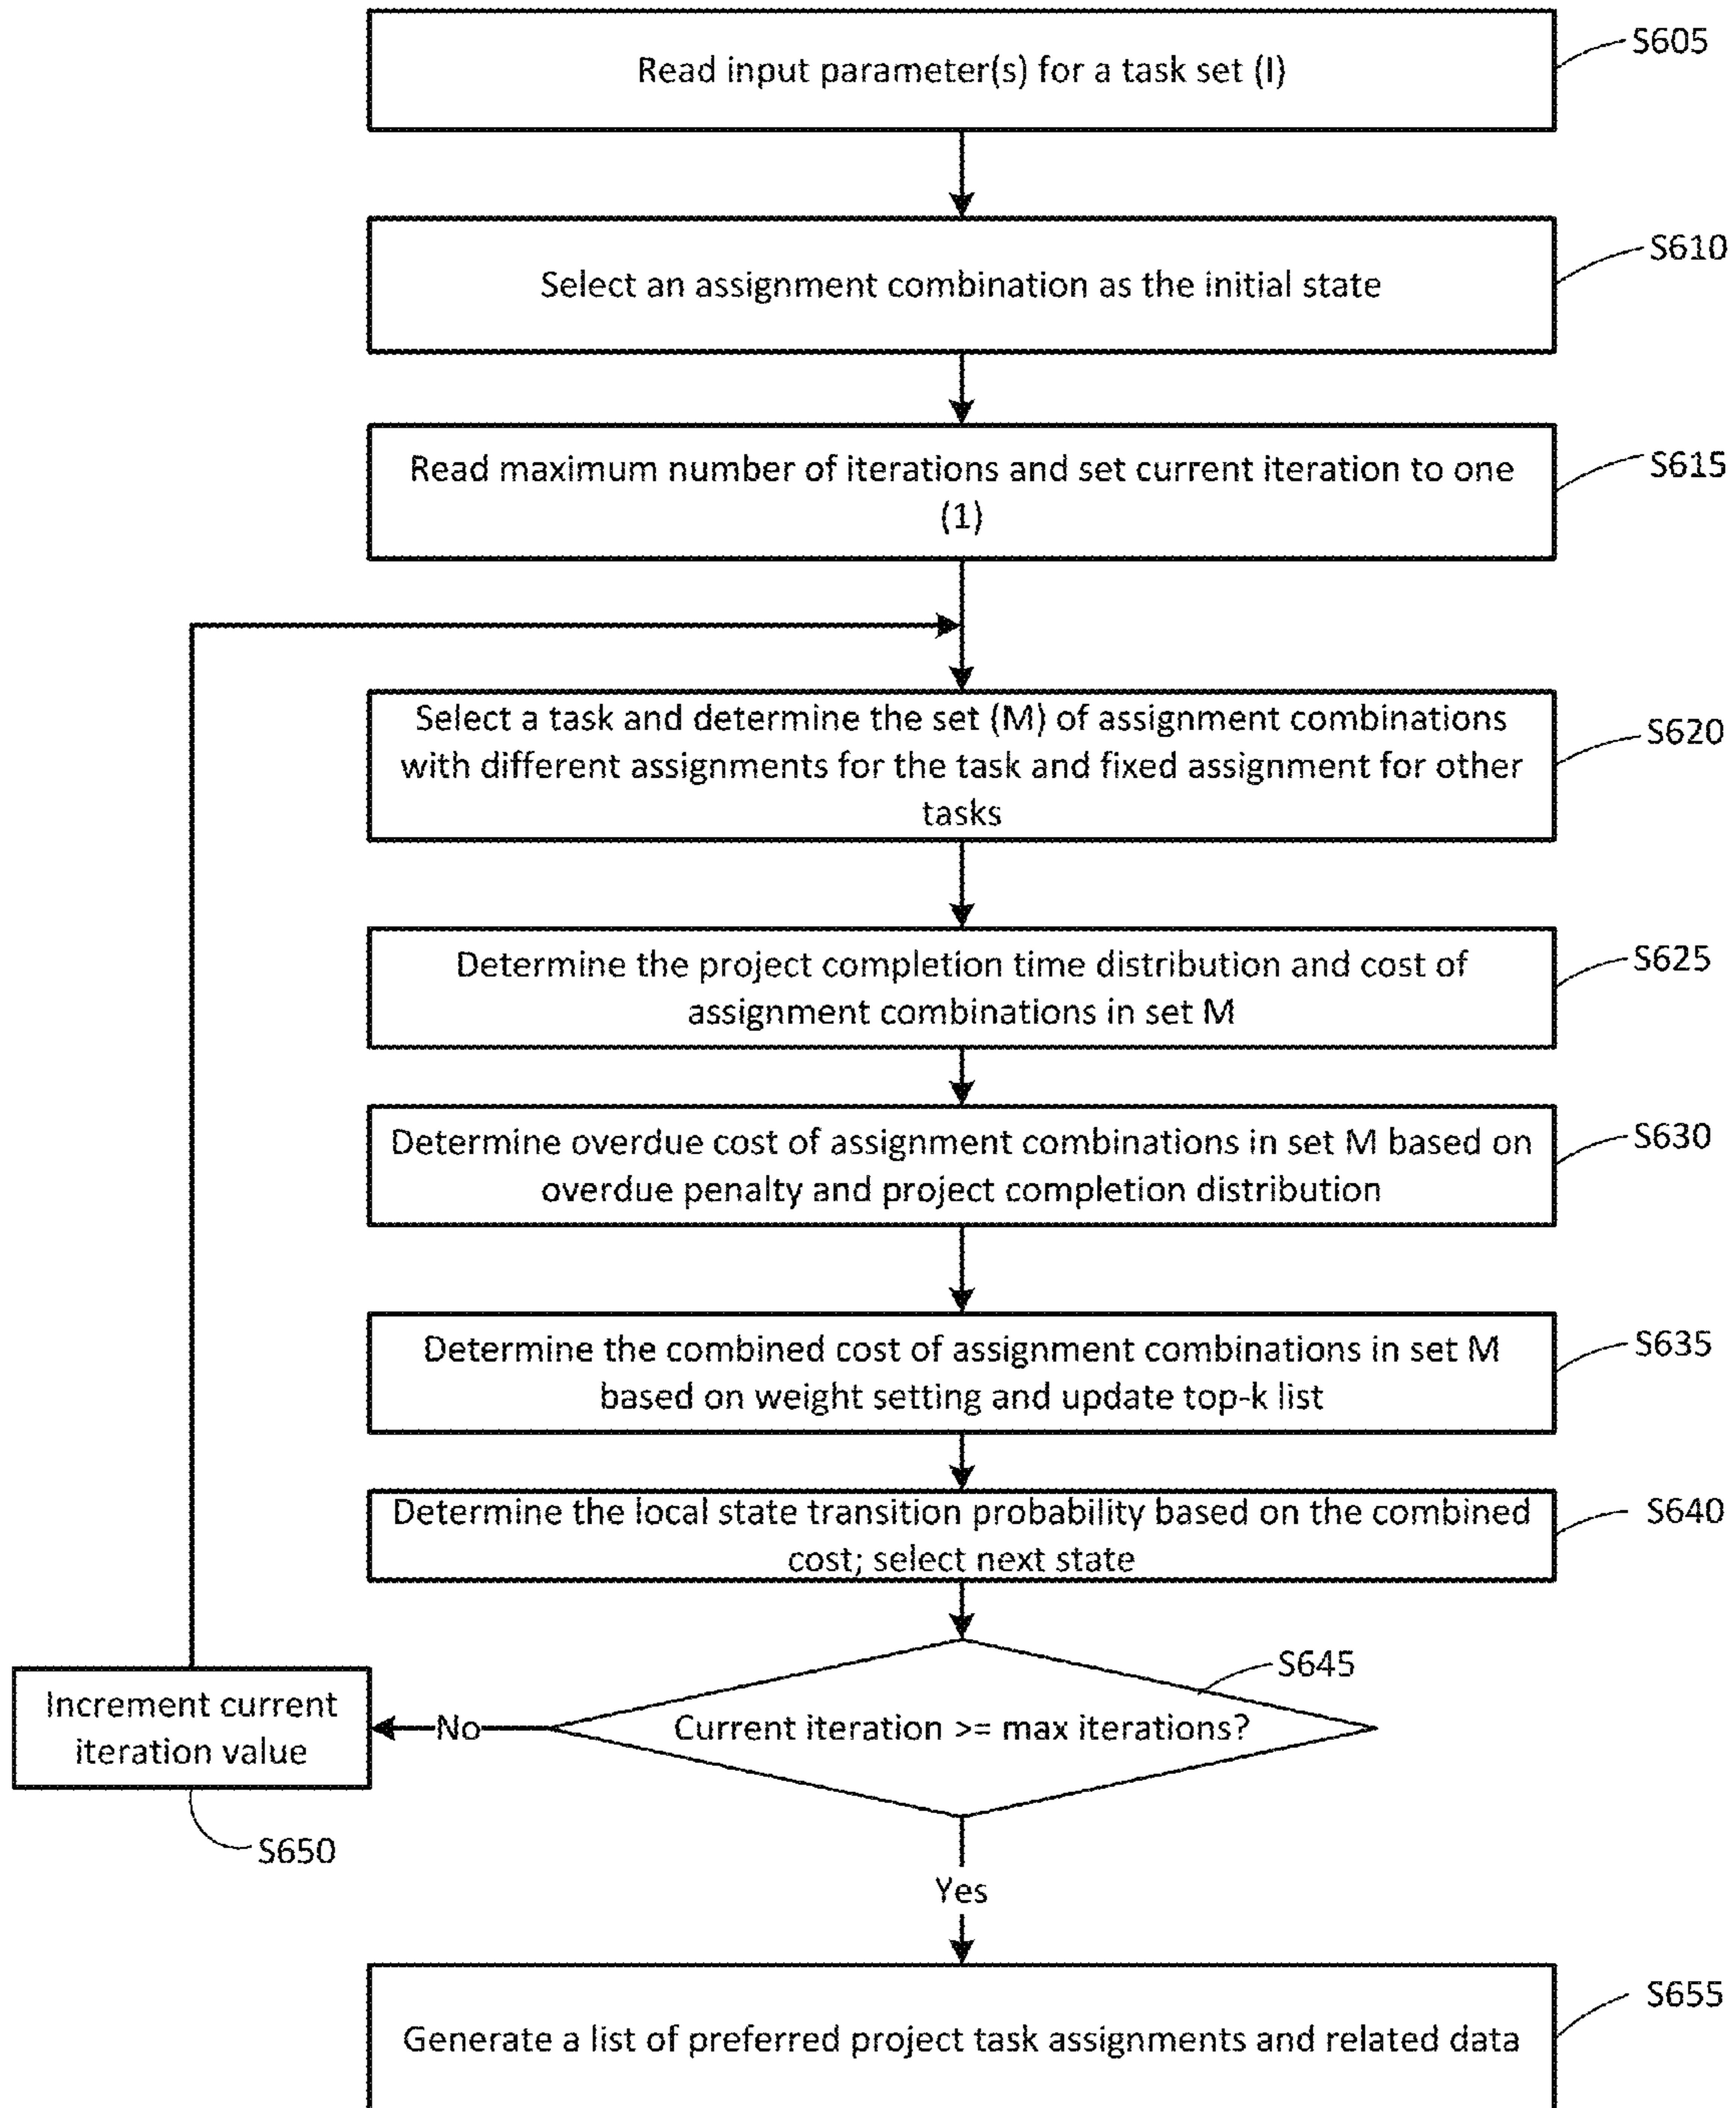 Read input parameter(s) for a task set (I)
S605
Select an assignment combination as the initial state
S610
Read maximum number of iterations and set current iteration to one
(1)
S615
Select a task and determine the set (M) of assignment combinations
with different assignments for the task and fixed assignment for other
tasks
S620
Determine the project completion time distribution and cost of
assignment combinations in set M
S625
Determine overdue cost of assignment combinations in set M based on
overdue penalty and project completion distribution
S630
Determine the combined cost of assignment combinations in set M
based on weight setting and update top-k list
S635
Determine the local state transition probability based on the combined
cost; select next state
S640
Current iteration >= max iterations?
S645
No
Increment current
iteration value
S650
Yes
Generate a list of preferred project task assignments and related data
S655